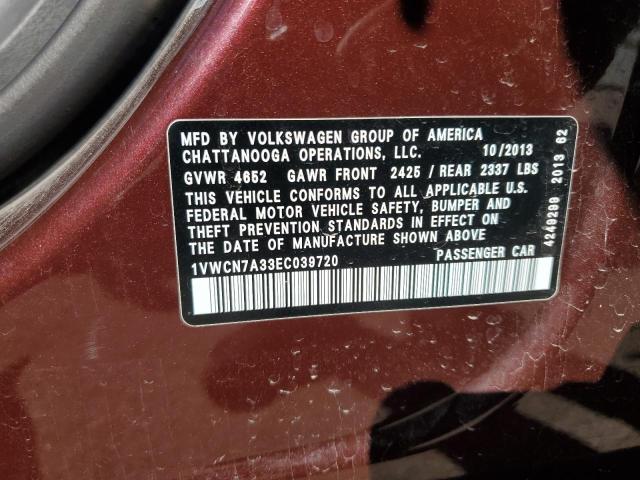 MFD BY VOLKSWAGEN GROUP OF AMERICA
CHATTANOOGA OPERATIONS, LLC. 10/2013
GVWR 4652 GAWR FRONT 2425 / REAR 2337 LBS
THIS VEHICLE CONFORMS TO ALL APPLICABLE U.S.
FEDERAL MOTOR VEHICLE SAFETY, BUMPER AND
THEFT PREVENTION STANDARDS IN EFFECT ON
THE DATE OF MANUFACTURE SHOWN ABOVE
1VWCN7A33EC039720 PASSENGER CAR
4249299 2013 62